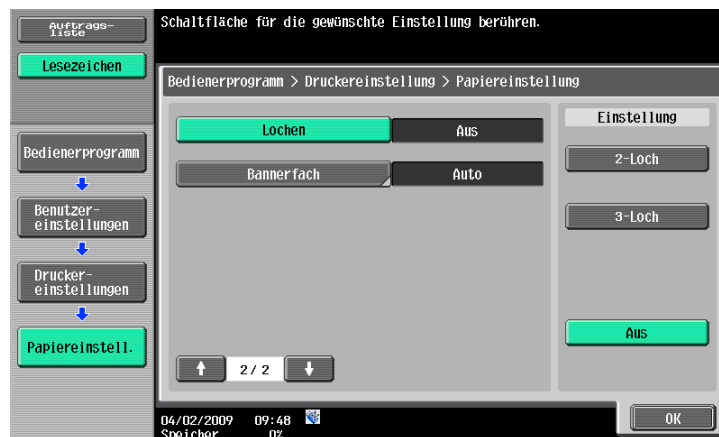 Auftrags-
liste
Lesezeichen
Schaltfläche für die gewünschte Einstellung berühren.
Bedienerprogramm > Druckereinstellung > Papiereinstellung
Bedienerprogramm
Benutzer-
einstellungen
Drucker-
einstellungen
Papiereinstell.
Lochen Aus
Bannerfach Auto
2/2
Einstellung
2-Loch
3-Loch
Aus
04/02/2009 09:48
Speicher 0%
OK